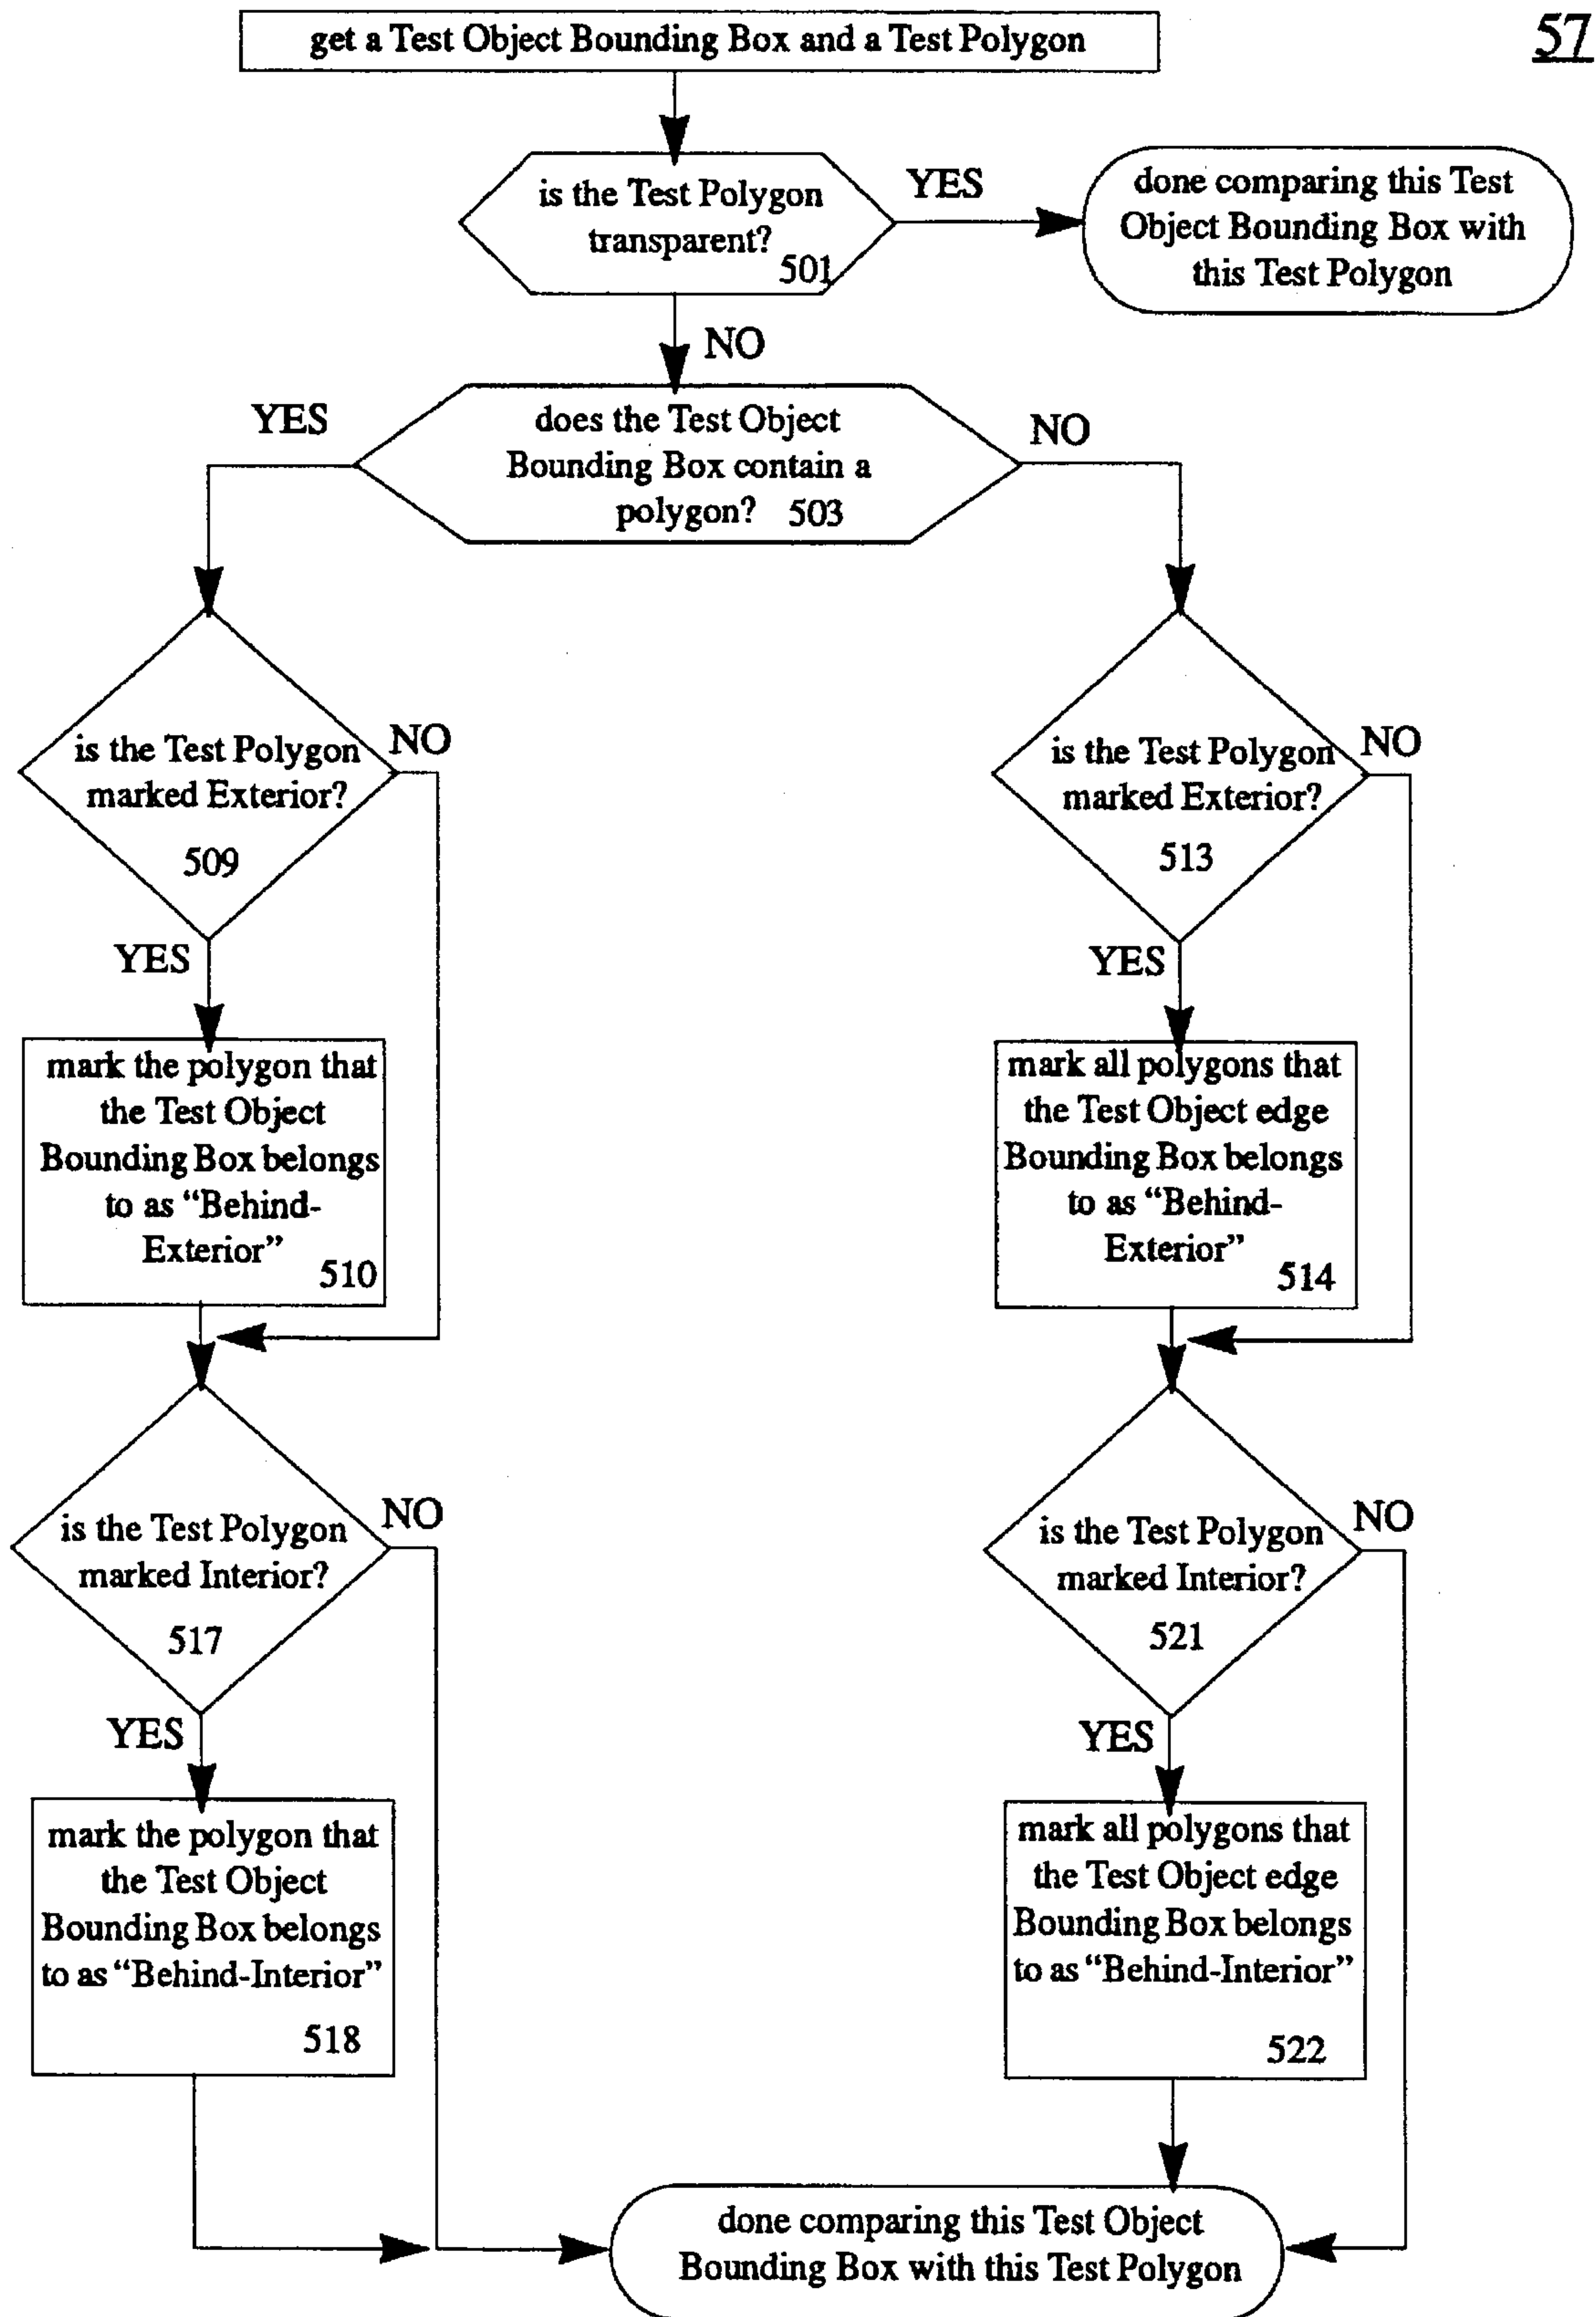 57
get a Test Object Bounding Box and a Test Polygon
is the Test Polygon
transparent?
501
YES
done comparing this Test
Object Bounding Box with
this Test Polygon
NO
YES
does the Test Object
Bounding Box contain a
polygon? 503
NO
is the Test Polygon
marked Exterior?
509
NO
YES
mark the polygon that
the Test Object
Bounding Box belongs
to as “Behind-
Exterior”
510
is the Test Polygon
marked Interior?
517
NO
YES
mark the polygon that
the Test Object
Bounding Box belongs
to as “Behind-Interior”
518
is the Test Polygon
marked Exterior?
513
NO
YES
mark all polygons that
the Test Object edge
Bounding Box belongs
to as “Behind-
Exterior”
514
is the Test Polygon
marked Interior?
521
NO
YES
mark all polygons that
the Test Object edge
Bounding Box belongs
to as “Behind-Interior”
522
done comparing this Test Object
Bounding Box with this Test Polygon